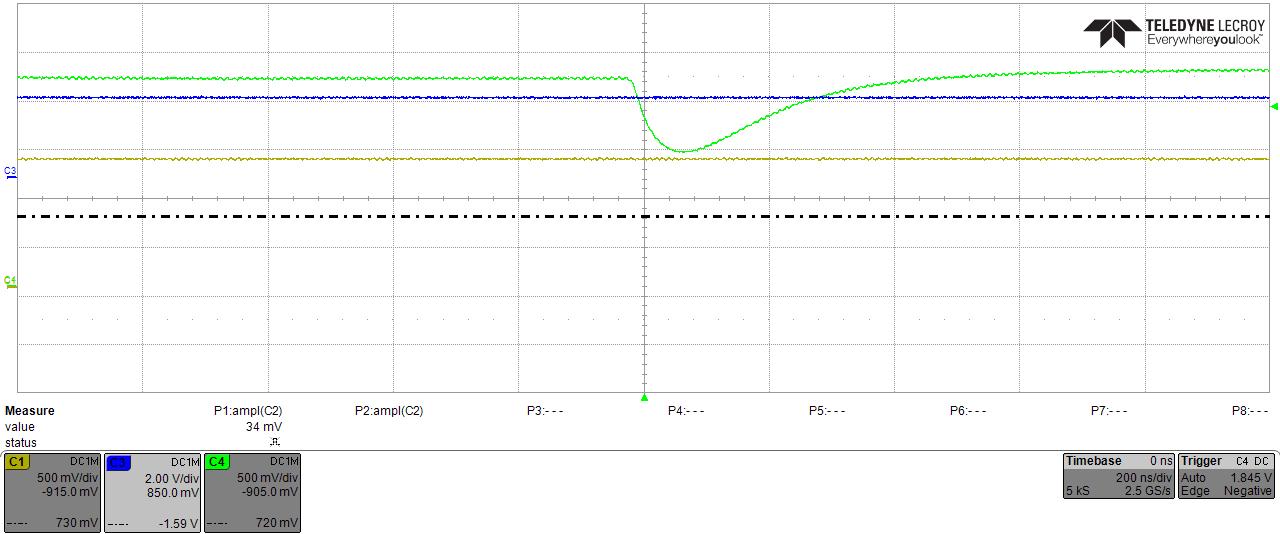 TELEDYNE LECROY
Everywhereyoulook™
C3
C4
Measure P1:ampl(C2) P2:ampl(C2) P3:- - - P4:- - - P5:- - - P6:- - - P7:- - - P8:- - -
value 34 mV
status
C1 DC1M
500 mV/div
-915.0 mV
730 mV
C3 DC1M
2.00 V/div
850.0 mV
-1.59 V
C4 DC1M
500 mV/div
-905.0 mV
720 mV
Timebase 0 ns
200 ns/div
5 kS 2.5 GS/s
Trigger C4 DC
Auto 1.845 V
Edge Negative